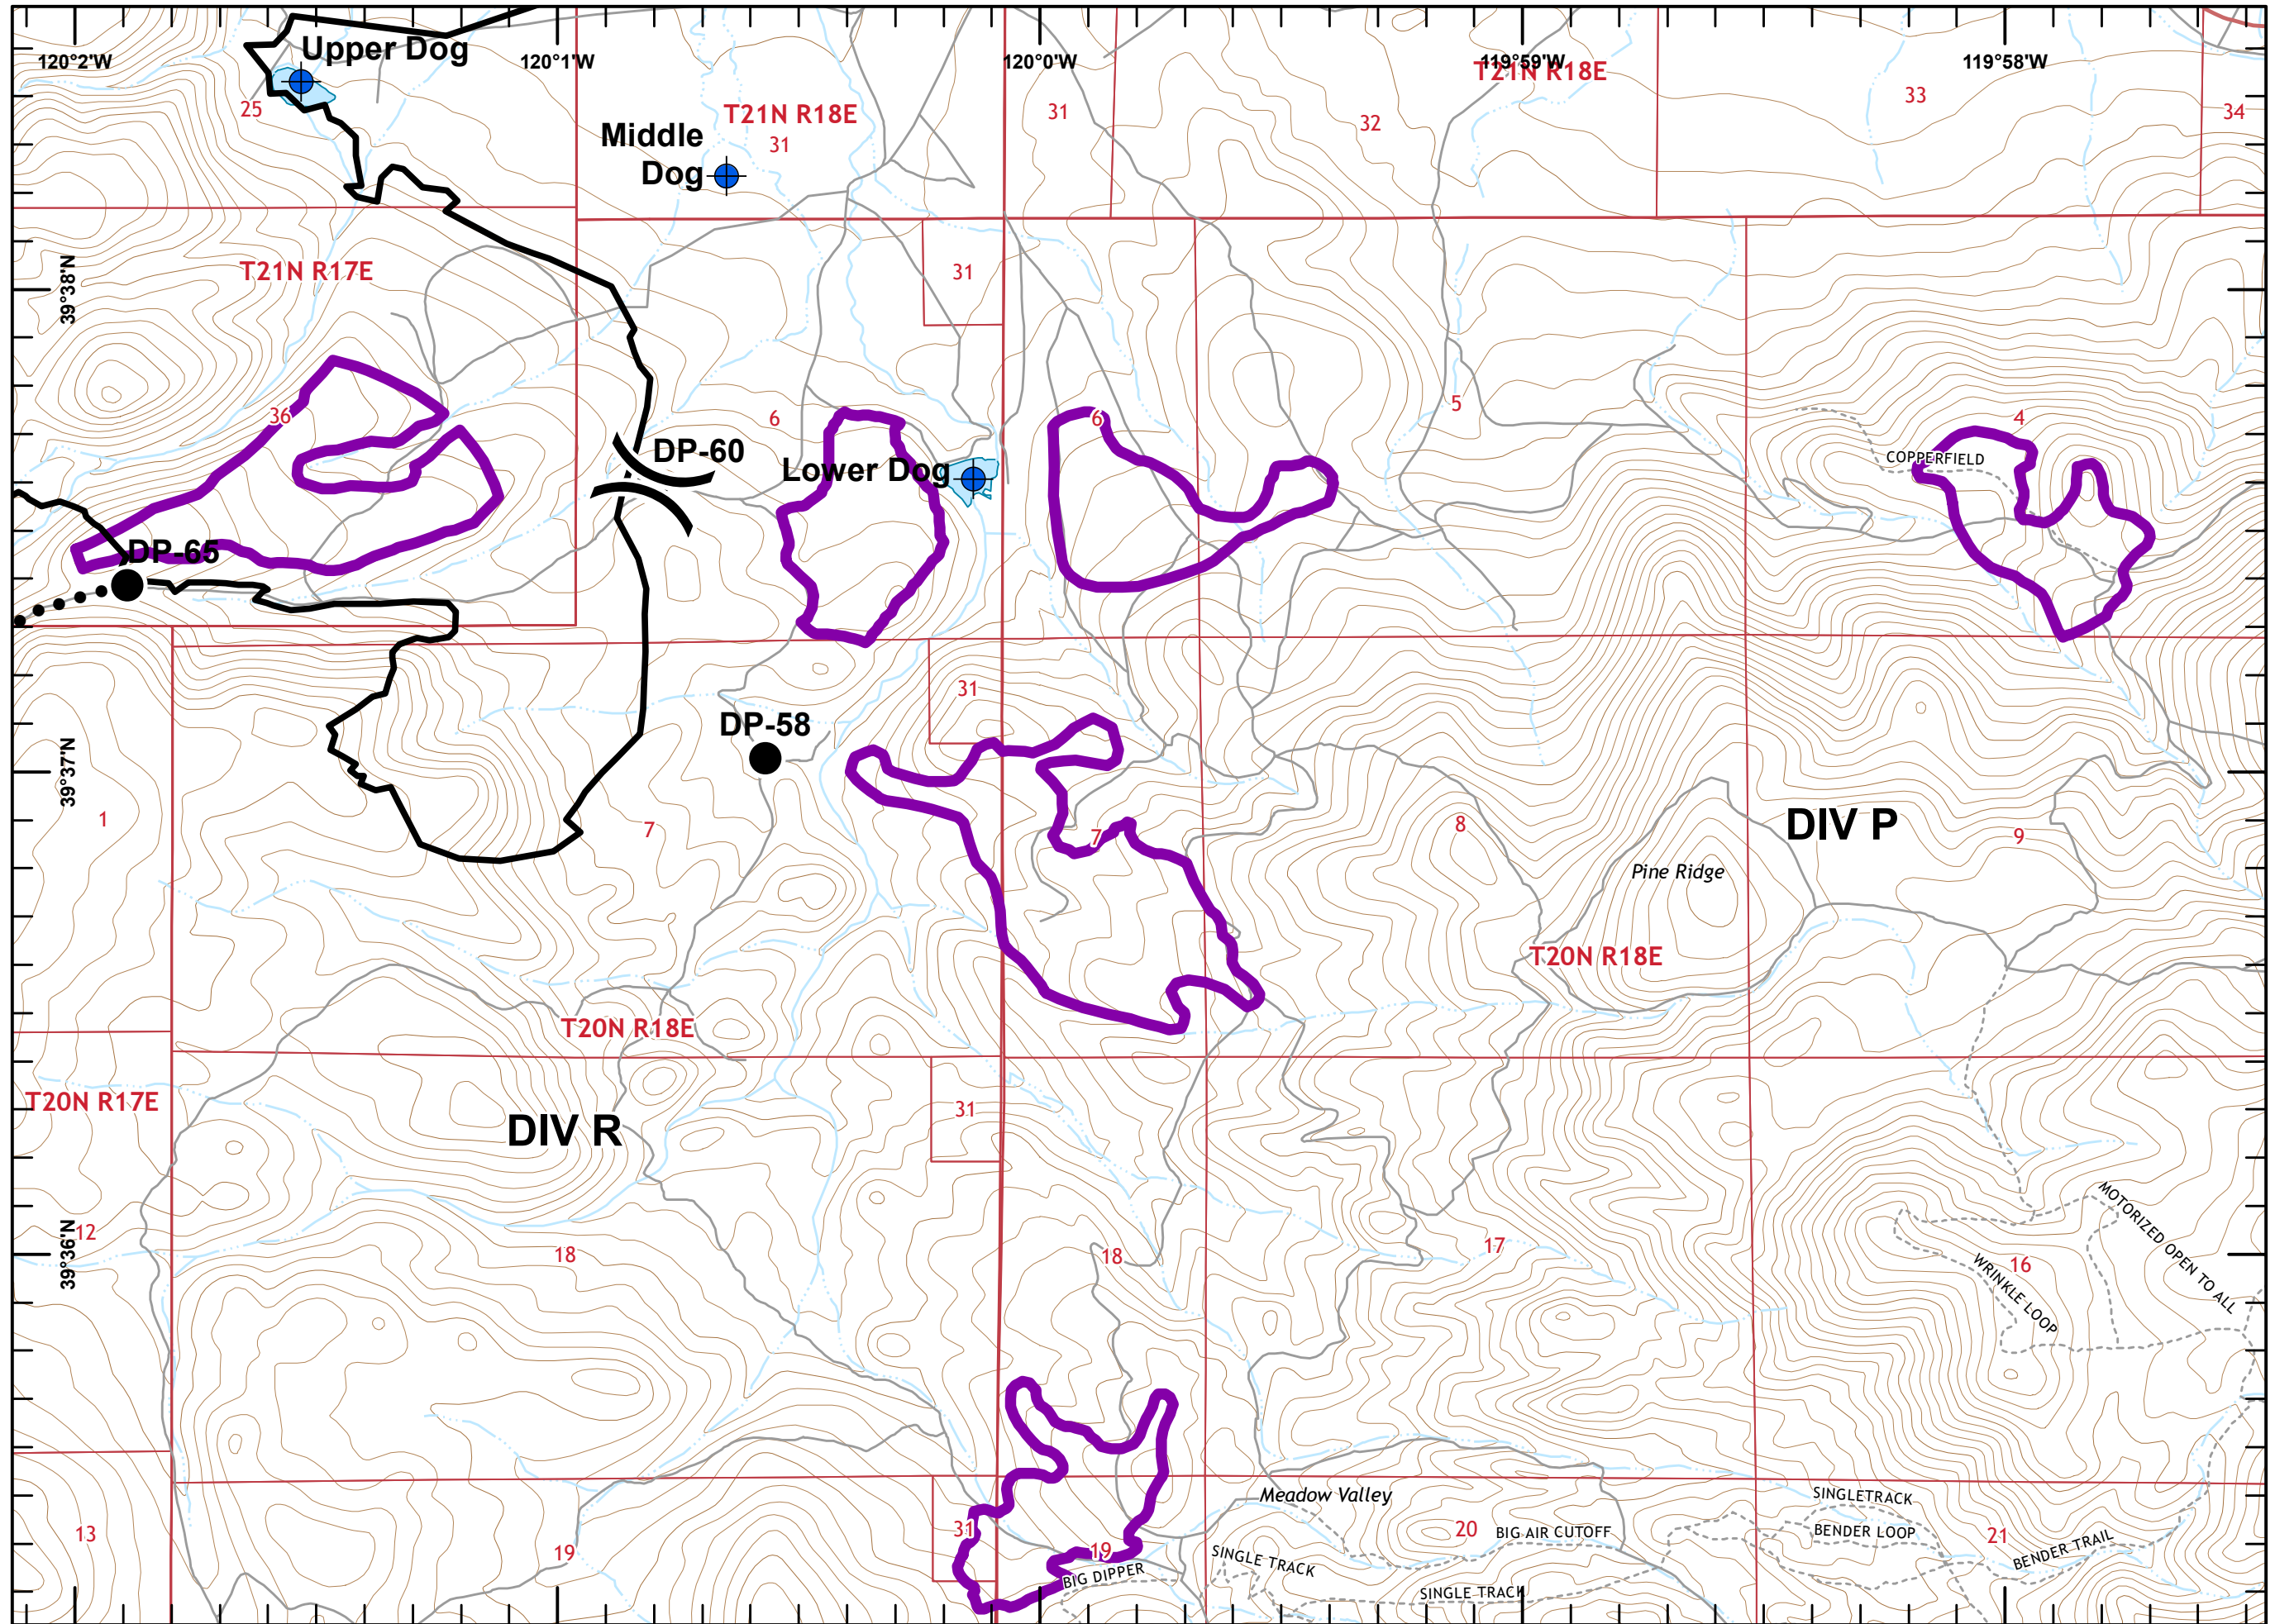 Upper Dog
120°2'W
120°1'W
120°0'W
119°59'W
119°58'W
T21N R18E
25
T21N R18E
31
32
33
34
Middle
Dog
31
39°38'N
T21N R17E
31
36
6
6
5
4
DP-60
Lower Dog
COPPERFIELD
DP-65
31
DP-58
39°37'N
1
7
7
8
DIV P
9
Pine Ridge
T20N R18E
T20N R18E
T20N R17E
DIV R
31
39°36'N
12
18
18
17
16
MOTORIZED OPEN TO ALL
WRINKLE LOOP
Meadow Valley
SINGLETRACK
13
19
31
19
20
BIG AIR CUTOFF
BENDER LOOP
21
BENDER TRAIL
BIG DIPPER
SINGLE TRACK
SINGLE TRACK